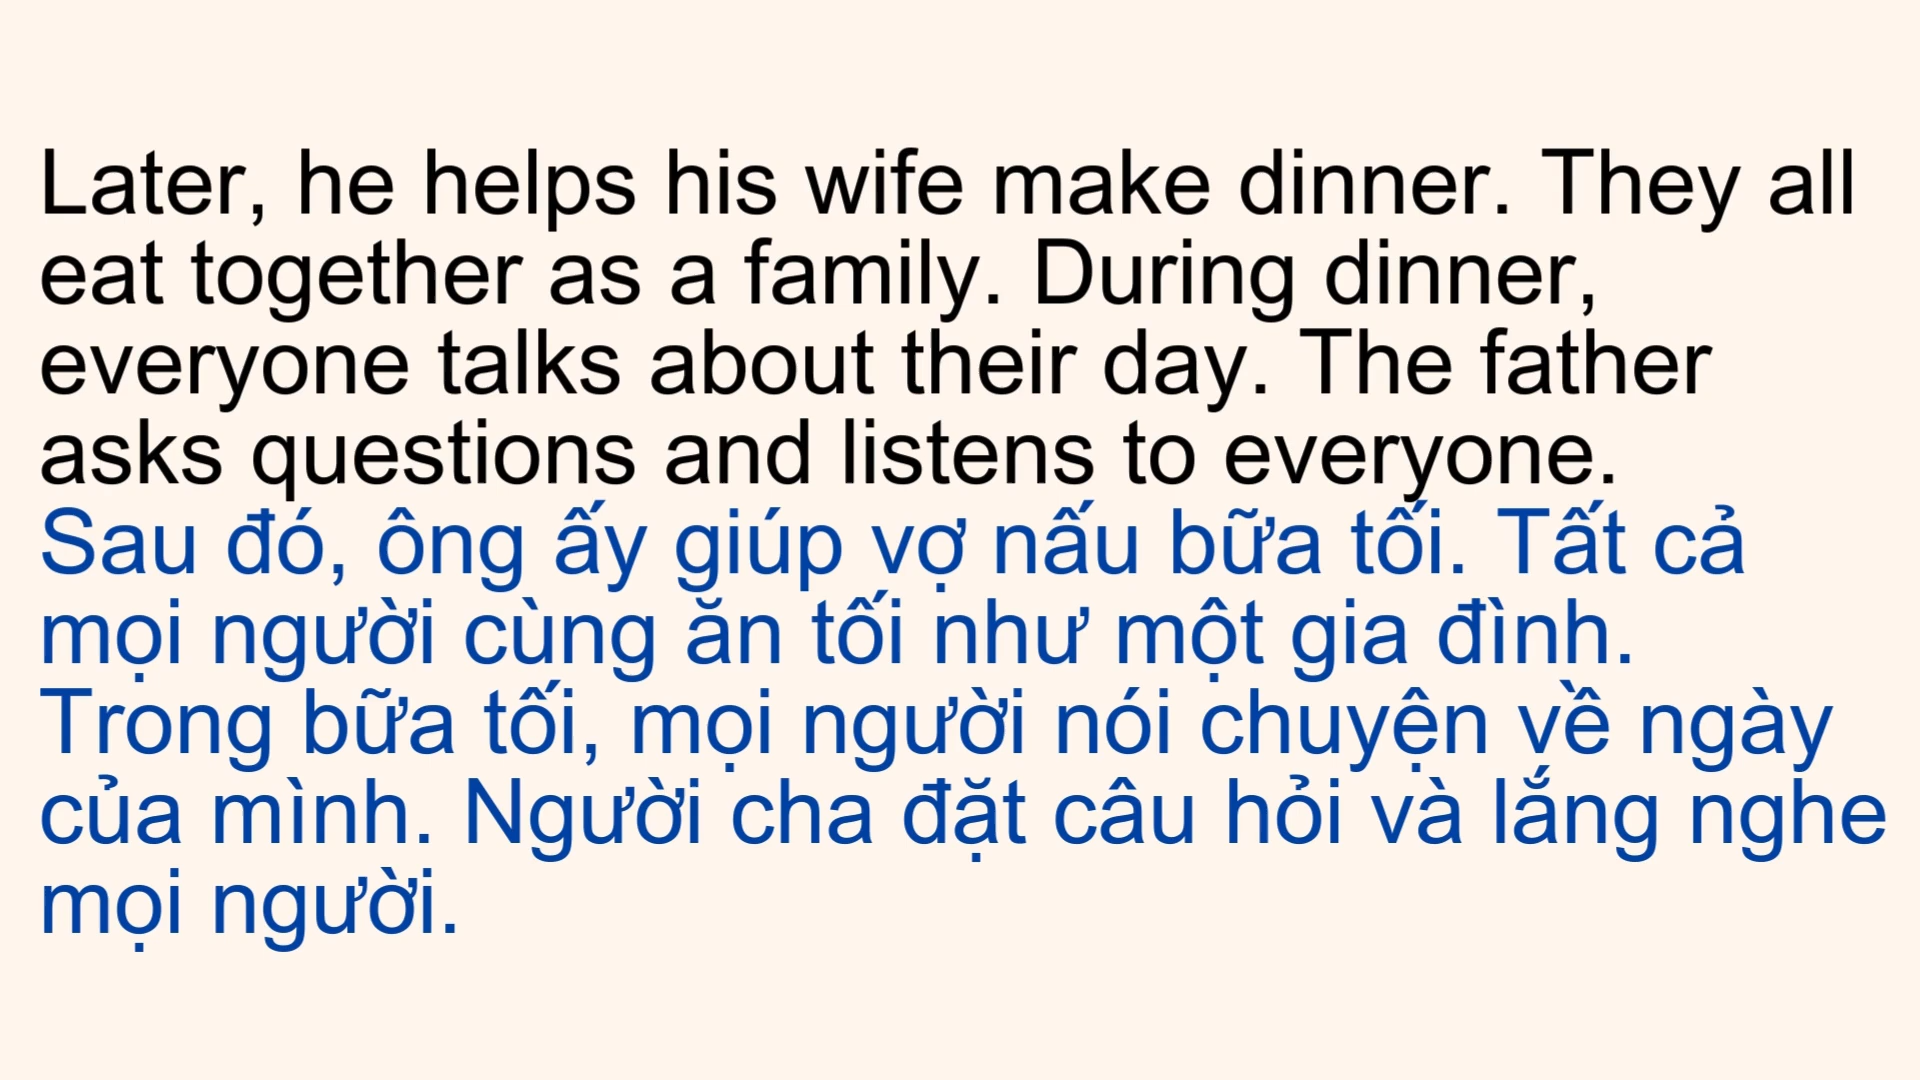 Later, he helps his wife make dinner. They all
eat together as a family. During dinner,
everyone talks about their day. The father
asks questions and listens to everyone.
Sau đó, ông ấy giúp vợ nấu bữa tối. Tất cả
mọi người cùng ăn tối như một gia đình.
Trong bữa tối, mọi người nói chuyện về ngày
của mình. Người cha đặt câu hỏi và lắng nghe
mọi người.